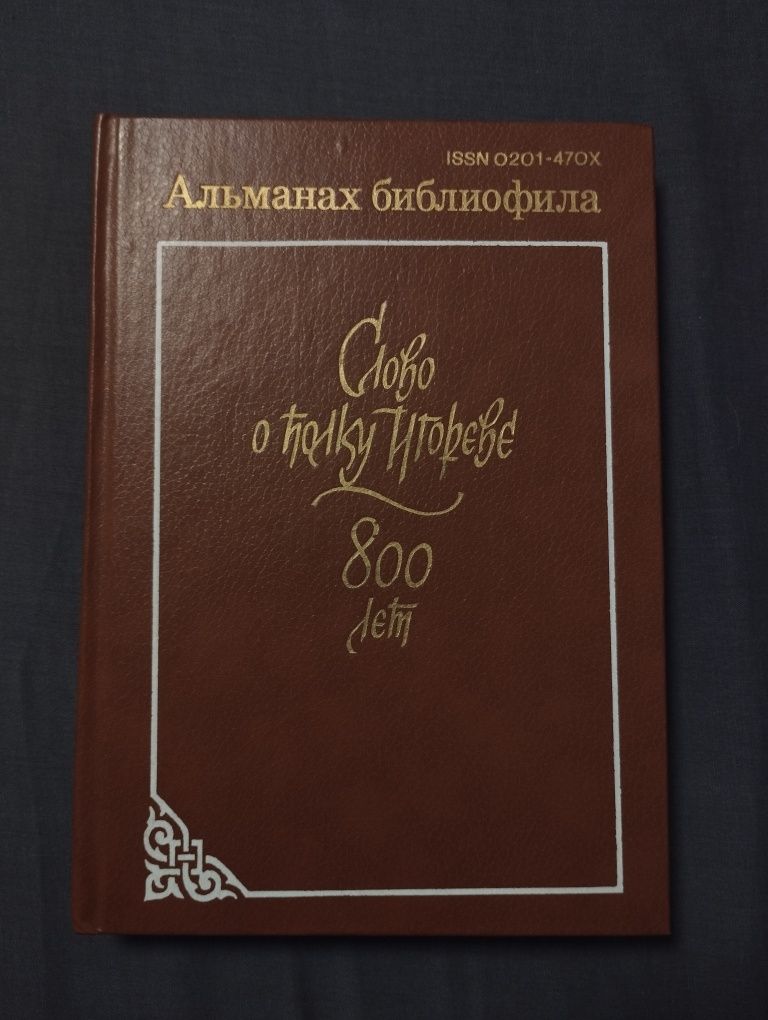 ISSN 0201-470X
Альманах библиофила
Слово
о полку Игореве
800
лет